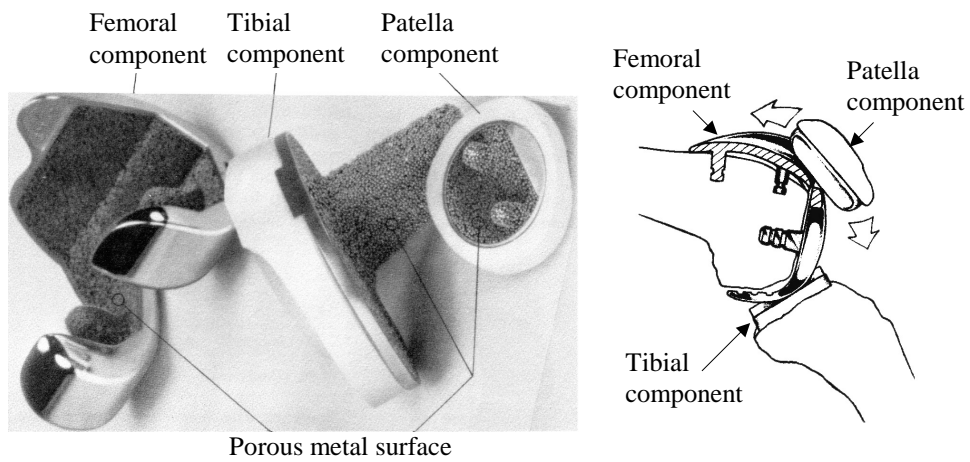 Femoral
component
Tibial
component
Patella
component
Porous metal surface
Femoral
component
Patella
component
Tibial
component